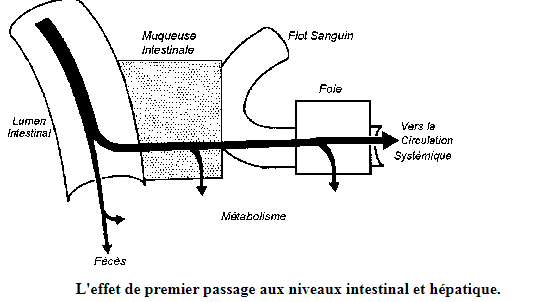 Muqueuse
Intestinale
Flot Sanguin
Foie
Lumen
Intestinal
Vers la
Circulation
Systémique
Métabolisme
Fécès
L'effet de premier passage aux niveaux intestinal et hépatique.